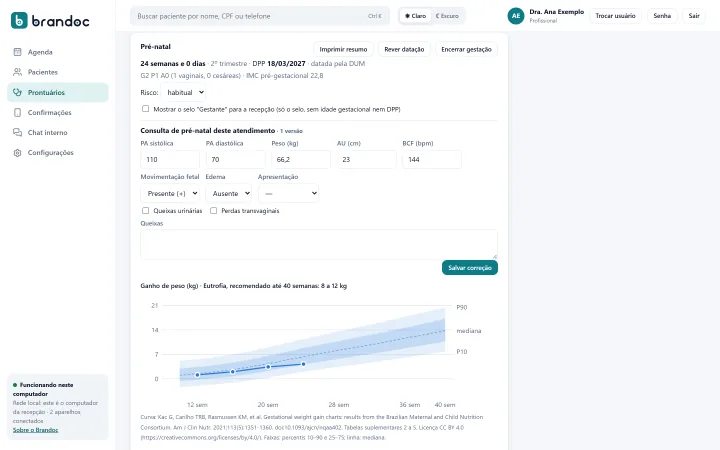 brandoc
Buscar paciente por nome, CPF ou telefone
Ctrl K
Claro
Escuro
AE
Dra. Ana Exemplo
Profissional
Trocar usuário
Senha
Sair
Agenda
Pacientes
Prontuários
Confirmações
Chat interno
Configurações
Pré-natal
Imprimir resumo
Rever datação
Encerrar gestação
24 semanas e 0 dias · 2º trimestre · DPP 18/03/2027 · datada pela DUM
G2 P1 A0 (1 vaginais, 0 cesáreas) · IMC pré-gestacional 22,8
Risco: habitual
Mostrar o selo "Gestante" para a recepção (só o selo, sem idade gestacional nem DPP)
Consulta de pré-natal deste atendimento · 1 versão
PA sistólica PA diastólica Peso (kg) AU (cm) BCF (bpm)
110 70 66,2 23 144
Movimentação fetal Edema Apresentação
Presente (+) Ausente —
Queixas urinárias Perdas transvaginais
Queixas
Salvar correção
Ganho de peso (kg) · Eutrofia, recomendado até 40 semanas: 8 a 12 kg
21
14
7
0
P90
mediana
P10
12 sem 20 sem 28 sem 36 sem 40 sem
Curva: Kac G, Carilho TRB, Rasmussen KM, et al. Gestational weight gain charts: results from the Brazilian Maternal and Child Nutrition
Consortium. Am J Clin Nutr. 2021;113(5):1351-1360. doi:10.1093/ajcn/nqaa402. Tabelas suplementares 2 a 5. Licença CC BY 4.0
(https://creativecommons.org/licenses/by/4.0/). Faixas: percentis 10–90 e 25–75; linha: mediana.
Funcionando neste
computador
Rede local: este é o computador
da recepção · 2 aparelhos
conectados
Sobre o Brandoc